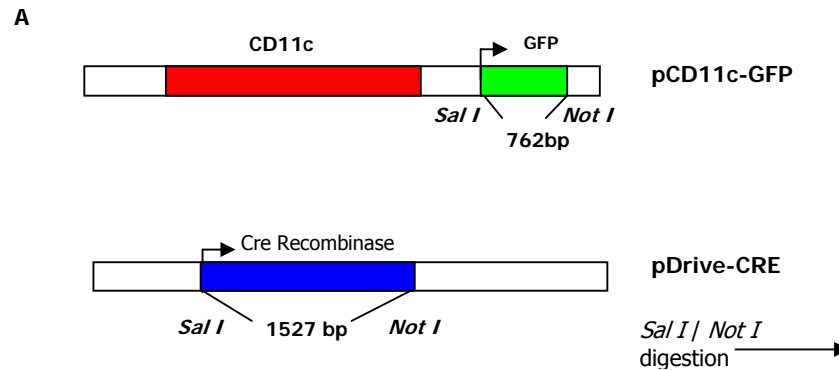 A
CD11c
GFP
pCD11c-GFP
Sal I
Not I
762bp
Cre Recombinase
pDrive-CRE
Sal I
1527 bp
Not I
Sal I / Not I
digestion